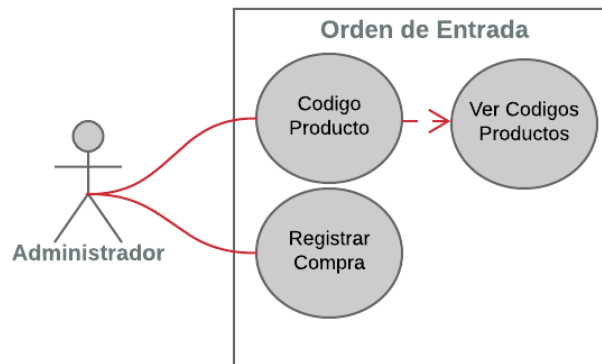 Orden de Entrada
Codigo
Producto
Ver Codigos
Productos
Administrador
Registrar
Compra